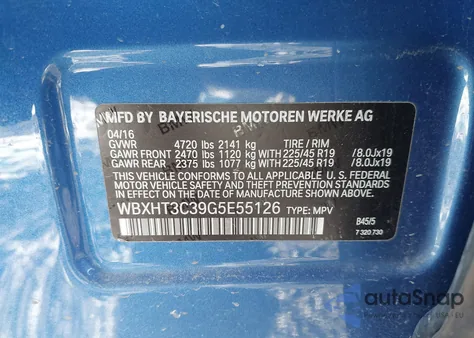 MFD BY BAYERISCHE MOTOREN WERKE AG
04/16
GVWR 4720 lbs 2141 kg TIRE / RIM
GAWR FRONT 2470 lbs 1120 kg WITH 225/45 R19 / 8.0Jx19
GAWR REAR 2375 lbs 1077 kg WITH 225/45 R19 / 8.0Jx19
THIS VEHICLE CONFORMS TO ALL APPLICABLE U. S. FEDERAL
MOTOR VEHICLE SAFETY, BUMPER, AND THEFT PREVENTION
STANDARDS IN EFFECT ON THE DATE OF MANUFACTURE SHOWN ABOVE.
WBXHT3C39G5E55126 TYPE: MPV
B45/5
7 320 730
autoSnap